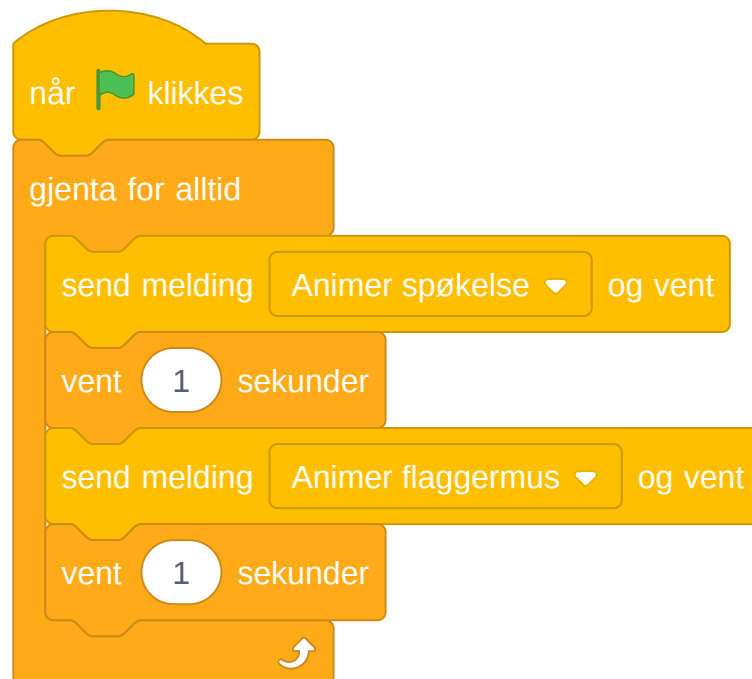 når klikkes
gjenta for alltid
send melding Animer spøkelse og vent
vent 1 sekunder
send melding Animer flaggermus og vent
vent 1 sekunder